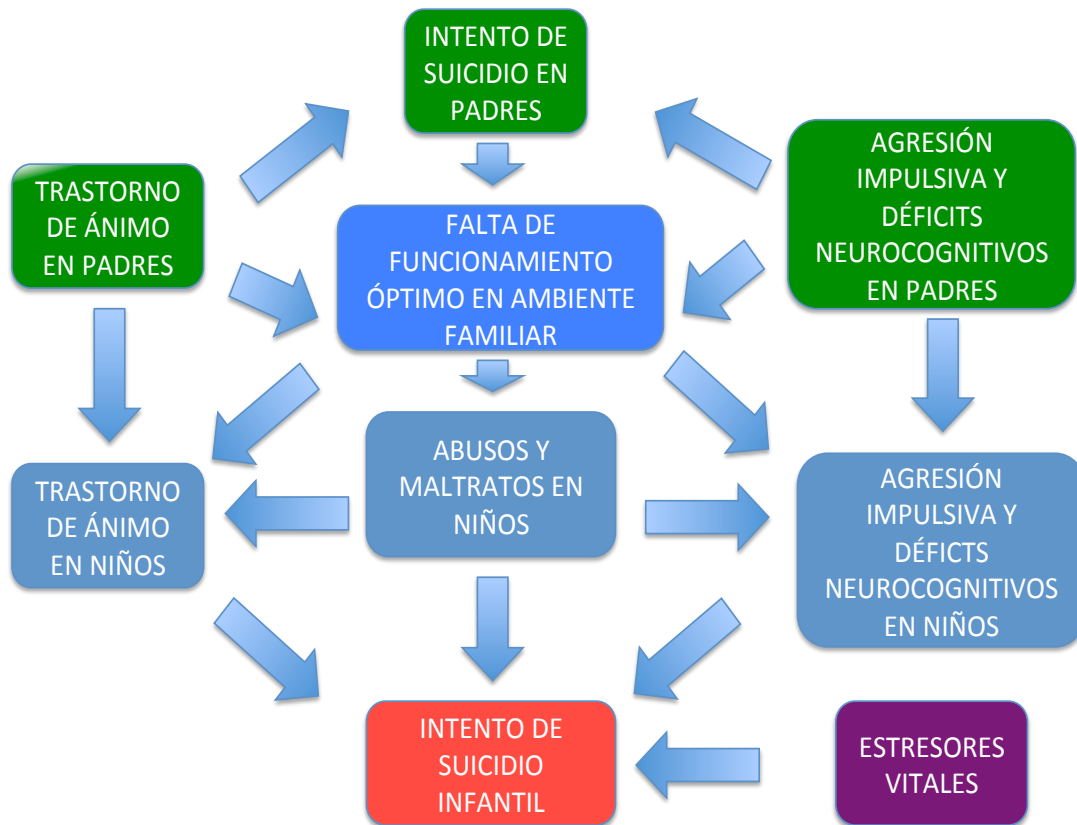 INTENTO DE
SUICIDIO EN
PADRES
TRASTORNO
DE ÁNIMO
EN PADRES
AGRESIÓN
IMPULSIVA Y
DÉFICITS
NEUROCOGNITIVOS
EN PADRES
FALTA DE
FUNCIONAMIENTO
ÓPTIMO EN AMBIENTE
FAMILIAR
TRASTORNO
DE ÁNIMO
EN NIÑOS
ABUSOS Y
MALTRATOS EN
NIÑOS
AGRESIÓN
IMPULSIVA Y
DÉFICTS
NEUROCOGNITIVOS
EN NIÑOS
INTENTO DE
SUICIDIO
INFANTIL
ESTRESORES
VITALES